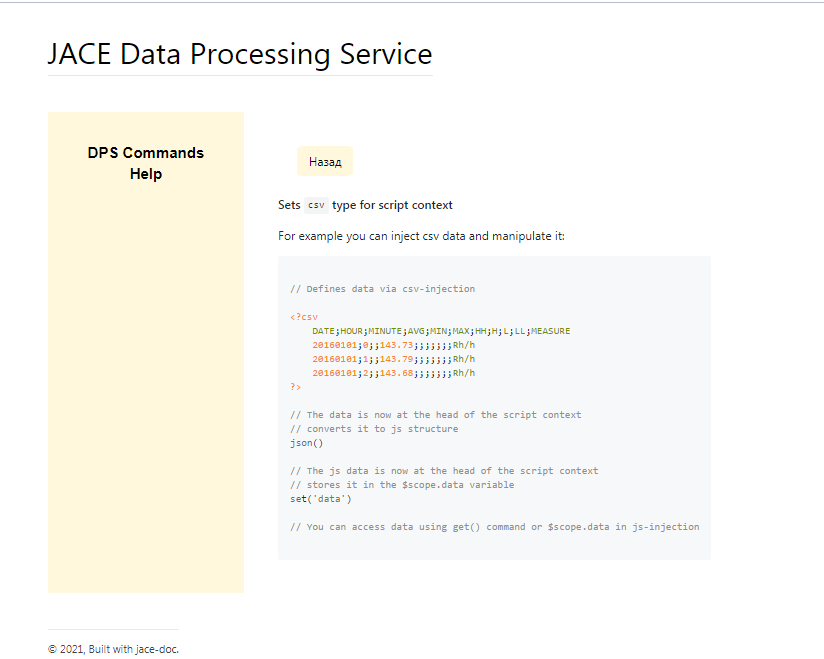 JACE Data Processing Service
DPS Commands
Help
Назад
Sets csv type for script context
For example you can inject csv data and manipulate it:
// Defines data via csv-injection
<?csv
DATE;HOUR;MINUTE;AVG;MIN;MAX;HH;H;L;LL;MEASURE
20160101;0;;143.73;;;;;;;Rh/h
20160101;1;;143.79;;;;;;;Rh/h
20160101;2;;143.68;;;;;;;Rh/h
?>
// The data is now at the head of the script context
// converts it to js structure
json()
// The js data is now at the head of the script context
// stores it in the $scope.data variable
set('data')
// You can access data using get() command or $scope.data in js-injection
© 2021, Built with jace-doc.